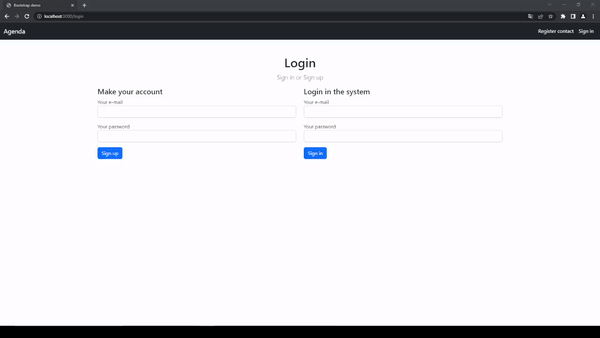 Bootstrap demo
localhost:3000/login
Agenda
Register contact
Sign in
Login
Sign in or Sign up
Make your account
Your e-mail
Your password
Sign up
Login in the system
Your e-mail
Your password
Sign in